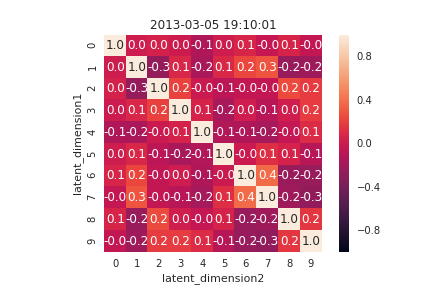 2013-03-05 19:10:01
0 1.0 0.0 0.0 0.0 -0.1 0.0 0.1 -0.0 0.1 -0.0
1 0.0 1.0 -0.3 0.1 -0.2 0.1 0.2 0.3 -0.2 -0.2
2 0.0 -0.3 1.0 0.2 -0.0 -0.1 -0.0 -0.0 0.2 0.2
3 0.0 0.1 0.2 1.0 0.1 -0.2 0.0 -0.1 0.0 0.2
4 -0.1 -0.2 -0.0 0.1 1.0 -0.1 -0.1 -0.2 -0.0 0.1
5 0.0 0.1 -0.1 -0.2 -0.1 1.0 -0.0 0.1 0.1 -0.1
6 0.1 0.2 -0.0 0.0 -0.1 -0.0 1.0 0.4 -0.2 -0.2
7 -0.0 0.3 -0.0 -0.1 -0.2 0.1 0.4 1.0 -0.2 -0.3
8 0.1 -0.2 0.2 0.0 -0.0 0.1 -0.2 -0.2 1.0 0.2
9 -0.0 -0.2 0.2 0.2 0.1 -0.1 -0.2 -0.3 0.2 1.0
0 1 2 3 4 5 6 7 8 9
latent_dimension1
latent_dimension2
0.8
0.4
0.0
-0.4
-0.8